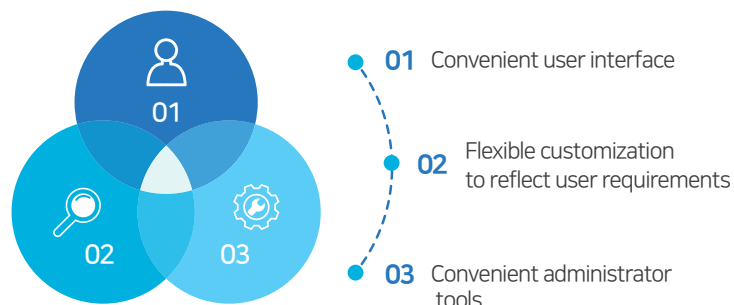 01
02
03
01 Convenient user interface
02 Flexible customization
to reflect user requirements
03 Convenient administrator
tools